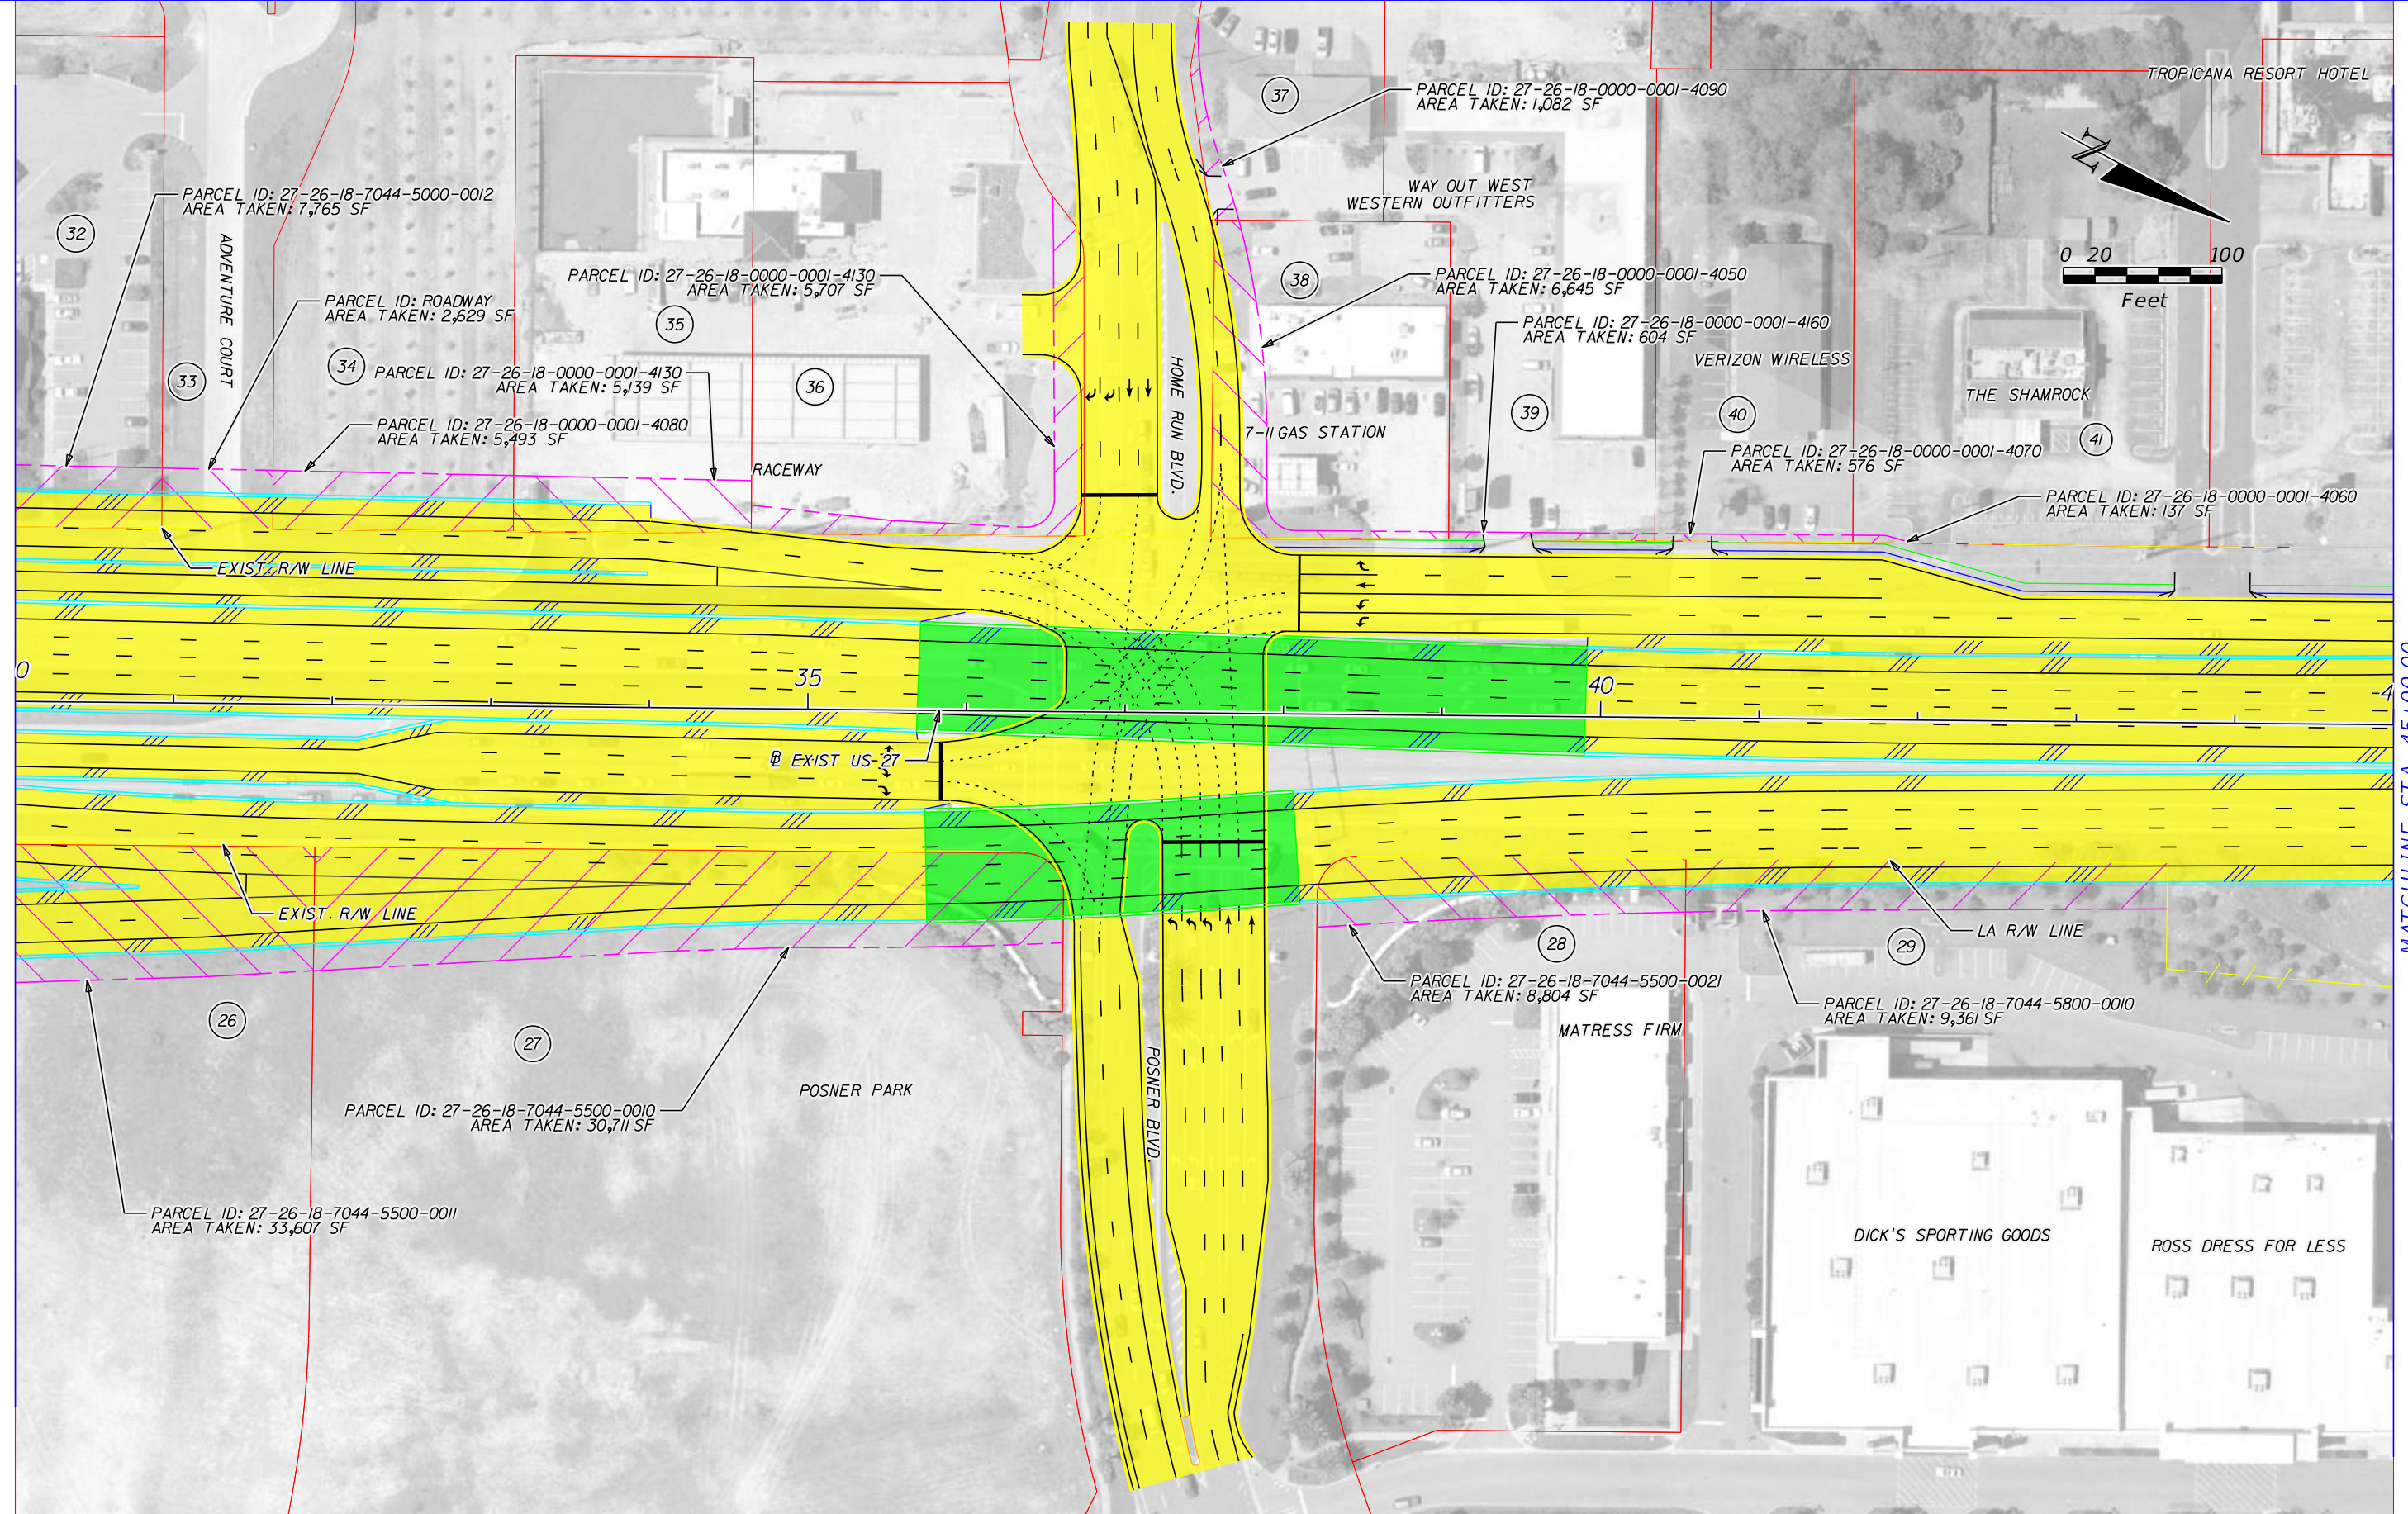 TROPICANA RESORT HOTEL
37
PARCEL ID: 27-26-18-0000-0001-4090
AREA TAKEN: 1,082 SF
N
WAY OUT WEST
WESTERN OUTFITTERS
PARCEL ID: 27-26-18-7044-5000-0012
AREA TAKEN: 7,765 SF
32
ADVENTURE COURT
0 20 100
Feet
PARCEL ID: 27-26-18-0000-0001-4130
AREA TAKEN: 5,707 SF
38
PARCEL ID: 27-26-18-0000-0001-4050
AREA TAKEN: 6,645 SF
PARCEL ID: ROADWAY
AREA TAKEN: 2,629 SF
35
PARCEL ID: 27-26-18-0000-0001-4160
AREA TAKEN: 604 SF
VERIZON WIRELESS
33
34
PARCEL ID: 27-26-18-0000-0001-4130
AREA TAKEN: 5,139 SF
36
HOME RUN BLVD.
THE SHAMROCK
39
40
41
PARCEL ID: 27-26-18-0000-0001-4080
AREA TAKEN: 5,493 SF
7-11 GAS STATION
PARCEL ID: 27-26-18-0000-0001-4070
AREA TAKEN: 576 SF
RACEWAY
PARCEL ID: 27-26-18-0000-0001-4060
AREA TAKEN: 137 SF
EXIST. R/W LINE
0
35
40
-4
MATCHLINE STA. 45+00.00
B EXIST US-27
EXIST. R/W LINE
LA R/W LINE
28
29
PARCEL ID: 27-26-18-7044-5500-0021
AREA TAKEN: 8,804 SF
PARCEL ID: 27-26-18-7044-5800-0010
AREA TAKEN: 9,361 SF
26
27
MATRESS FIRM
POSNER PARK
POSNER BLVD.
PARCEL ID: 27-26-18-7044-5500-0010
AREA TAKEN: 30,711 SF
PARCEL ID: 27-26-18-7044-5500-0011
AREA TAKEN: 33,607 SF
DICK'S SPORTING GOODS
ROSS DRESS FOR LESS